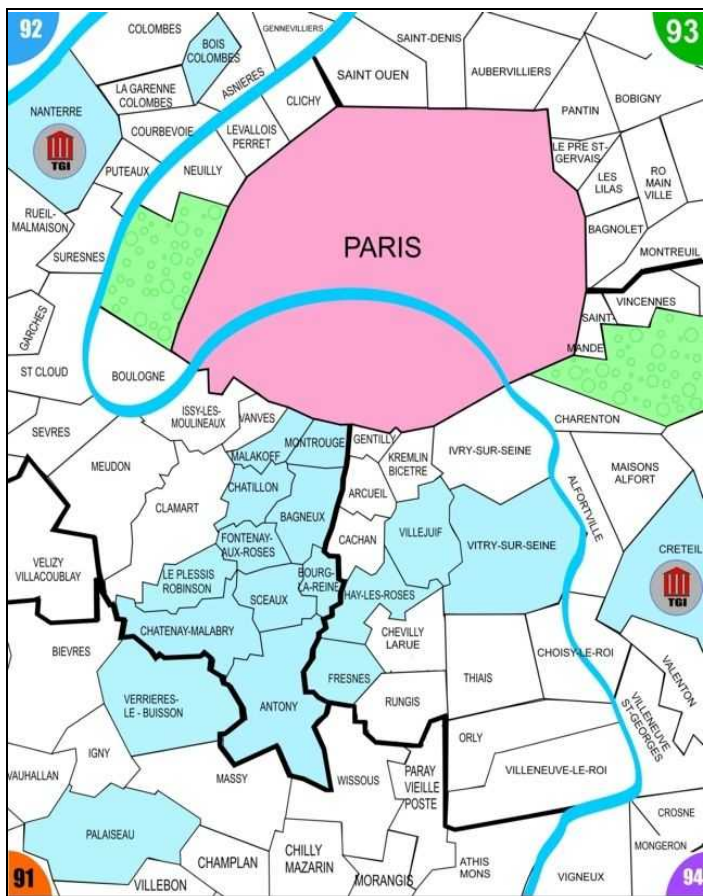 92
COLOMBES
GENNEVILLIERS
93
BOIS
COLOMBES
SAINT-DENIS
SAINT OUEN
AUBERVILLIERS
LA GARENNE
COLOMBES
ASNIERES
CLICHY
NANTERRE
PANTIN
BOBIGNY
COURBEVOIE
LEVALLOIS
PERRET
TGI
PUTEAUX
NEUILLY
LE PRE ST-
GERVAIS
LES
LILAS
RO
MAIN
VILLE
RUEIL-
MALMAISON
SURESNES
BAGNOLET
PARIS
MONTREUIL
GARCHES
VINCENNES
SAINT-
MANDE
ST CLOUD
BOULOGNE
SEVRES
ISSY-LES-
MOULINEAUX
VANVES
CHARENTON
MONTROUGE
GENTILLY
MALAKOFF
KREMLIN
BICETRE
IVRY-SUR-SEINE
MEUDON
MAISONS
ALFORT
CHATILLON
ARCUEIL
ALFORTVILLE
CLAMART
BAGNEUX
VILLEJUIF
FONTENAY-
AUX-ROSES
CACHAN
VITRY-SUR-SEINE
CRETEIL
VELIZY
VILLACOUBLAY
LE PLESSIS
ROBINSON
BOURG-
LA-REINE
TGI
SCEAUX
HAY-LES-ROSES
CHATENAY-MALABRY
CHEVILLY
LARUE
BIEVRES
CHOISY-LE-ROI
VALENTON
FRESNES
THIAIS
VERRIERES-
LE - BUISSON
ANTONY
RUNGIS
VILLENEUVE
ST-GEORGES
ORLY
IGNY
VAUHALLAN
MASSY
WISSOUS
PARAY
VIEILLE
POSTE
VILLENEUVE-LE-ROI
PALAISEAU
CROSNE
CHAMPLAN
CHILLY
MAZARIN
MONGERON
91
VILLEBON
MORANGIS
ATHIS
MONS
VIGNEUX
94